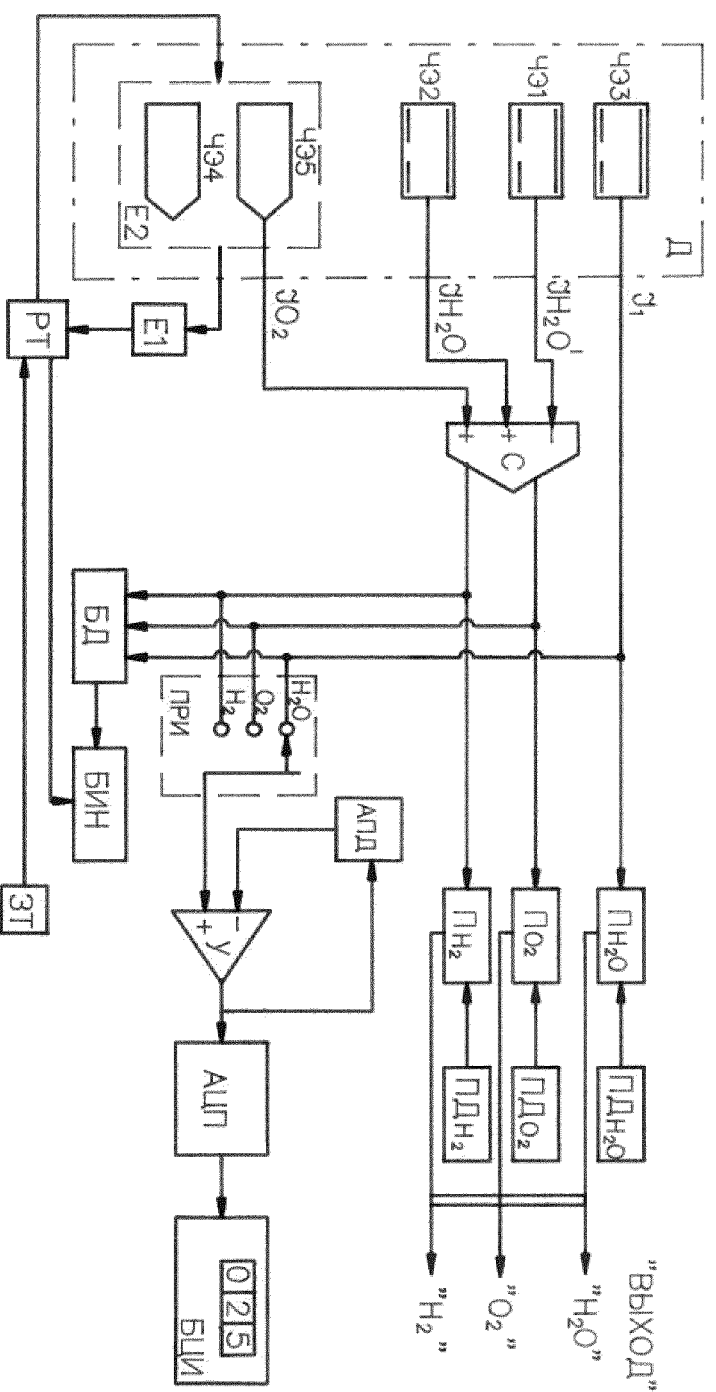 Д
"ВЫХОД"
ЧЭ3
J₁
Пн₂о
ПДн₂о
"H₂O"
ЧЭ1
JH₂O'
По₂
ПДо₂
"O₂"
ЧЭ2
JH₂O
−
+ С
+
Пн₂
ПДн₂
"H₂"
АПД
ЧЭ5
JO₂
H₂O
O₂
H₂
ПРИ
−
У
+
АЦП
025
БЦИ
ЧЭ4
E2
E1
БД
БИН
РТ
ЗТ